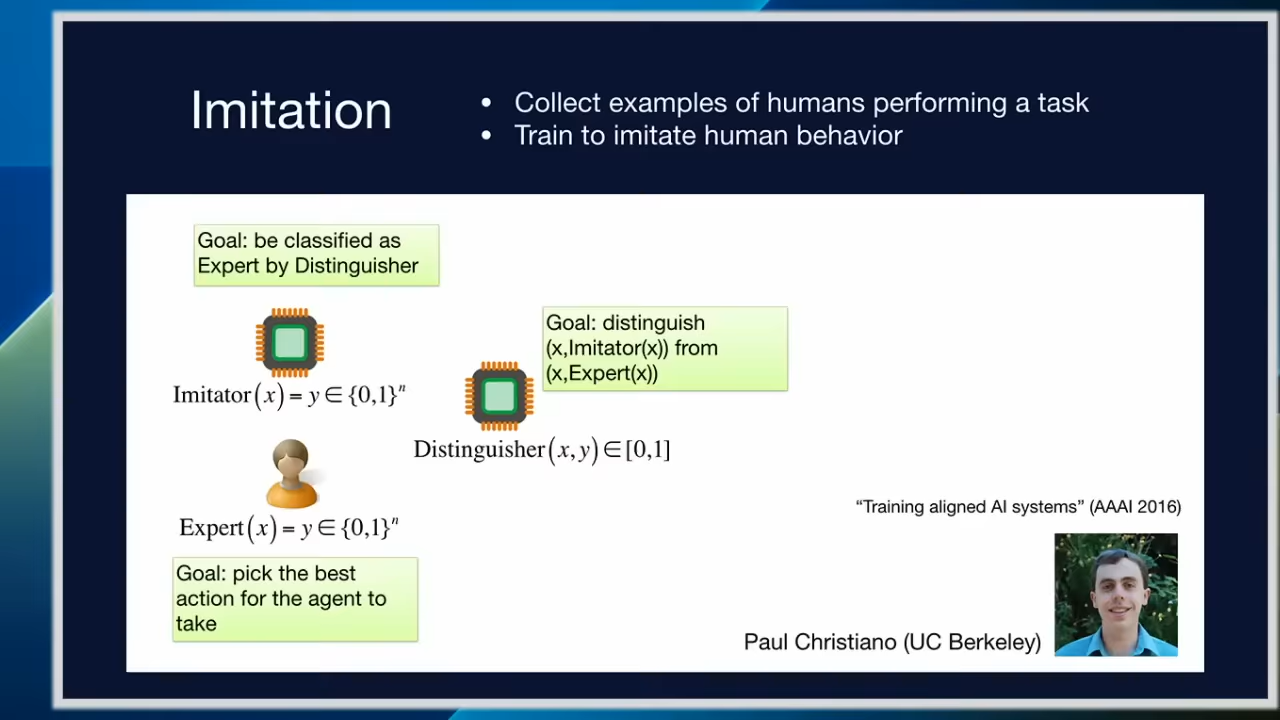 Imitation
• Collect examples of humans performing a task
• Train to imitate human behavior
Goal: be classified as
Expert by Distinguisher
Imitator(x) = y ∈ {0,1}ⁿ
Goal: distinguish
(x,Imitator(x)) from
(x,Expert(x))
Distinguisher(x, y) ∈ [0,1]
Expert(x) = y ∈ {0,1}ⁿ
Goal: pick the best
action for the agent to
take
“Training aligned AI systems” (AAAI 2016)
Paul Christiano (UC Berkeley)